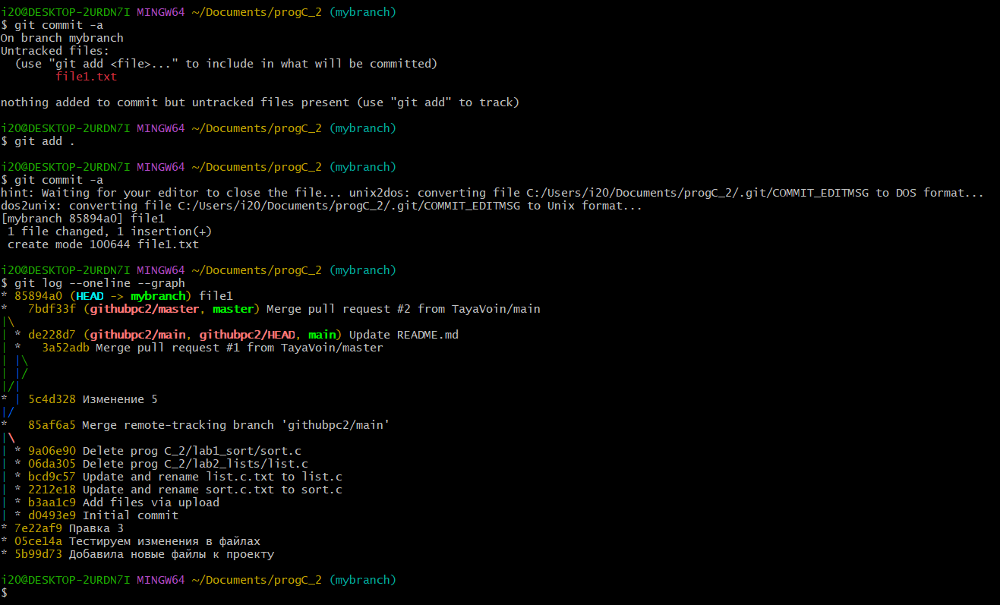 i20@DESKTOP-2URDN7I MINGW64 ~/Documents/progC_2 (mybranch)
$ git commit -a
On branch mybranch
Untracked files:
  (use "git add <file>..." to include in what will be committed)
        file1.txt

nothing added to commit but untracked files present (use "git add" to track)

i20@DESKTOP-2URDN7I MINGW64 ~/Documents/progC_2 (mybranch)
$ git add .

i20@DESKTOP-2URDN7I MINGW64 ~/Documents/progC_2 (mybranch)
$ git commit -a
hint: Waiting for your editor to close the file... unix2dos: converting file C:/Users/i20/Documents/progC_2/.git/COMMIT_EDITMSG to DOS format...
dos2unix: converting file C:/Users/i20/Documents/progC_2/.git/COMMIT_EDITMSG to Unix format...
[mybranch 85894a0] file1
 1 file changed, 1 insertion(+)
 create mode 100644 file1.txt

i20@DESKTOP-2URDN7I MINGW64 ~/Documents/progC_2 (mybranch)
$ git log --oneline --graph
* 85894a0 (HEAD -> mybranch) file1
*   7bdf33f (githubpc2/master, master) Merge pull request #2 from TayaVoin/main
|\
| * de228d7 (githubpc2/main, githubpc2/HEAD, main) Update README.md
| *   3a52adb Merge pull request #1 from TayaVoin/master
| |\
| |/
|/|
* | 5c4d328 Изменение 5
|/
*   85af6a5 Merge remote-tracking branch 'githubpc2/main'
|\
| * 9a06e90 Delete prog C_2/lab1_sort/sort.c
| * 06da305 Delete prog C_2/lab2_lists/list.c
| * bcd9c57 Update and rename list.c.txt to list.c
| * 2212e18 Update and rename sort.c.txt to sort.c
| * b3aa1c9 Add files via upload
| * d0493e9 Initial commit
* 7e22af9 Правка 3
* 05ce14a Тестируем изменения в файлах
* 5b99d73 Добавила новые файлы к проекту

i20@DESKTOP-2URDN7I MINGW64 ~/Documents/progC_2 (mybranch)
$